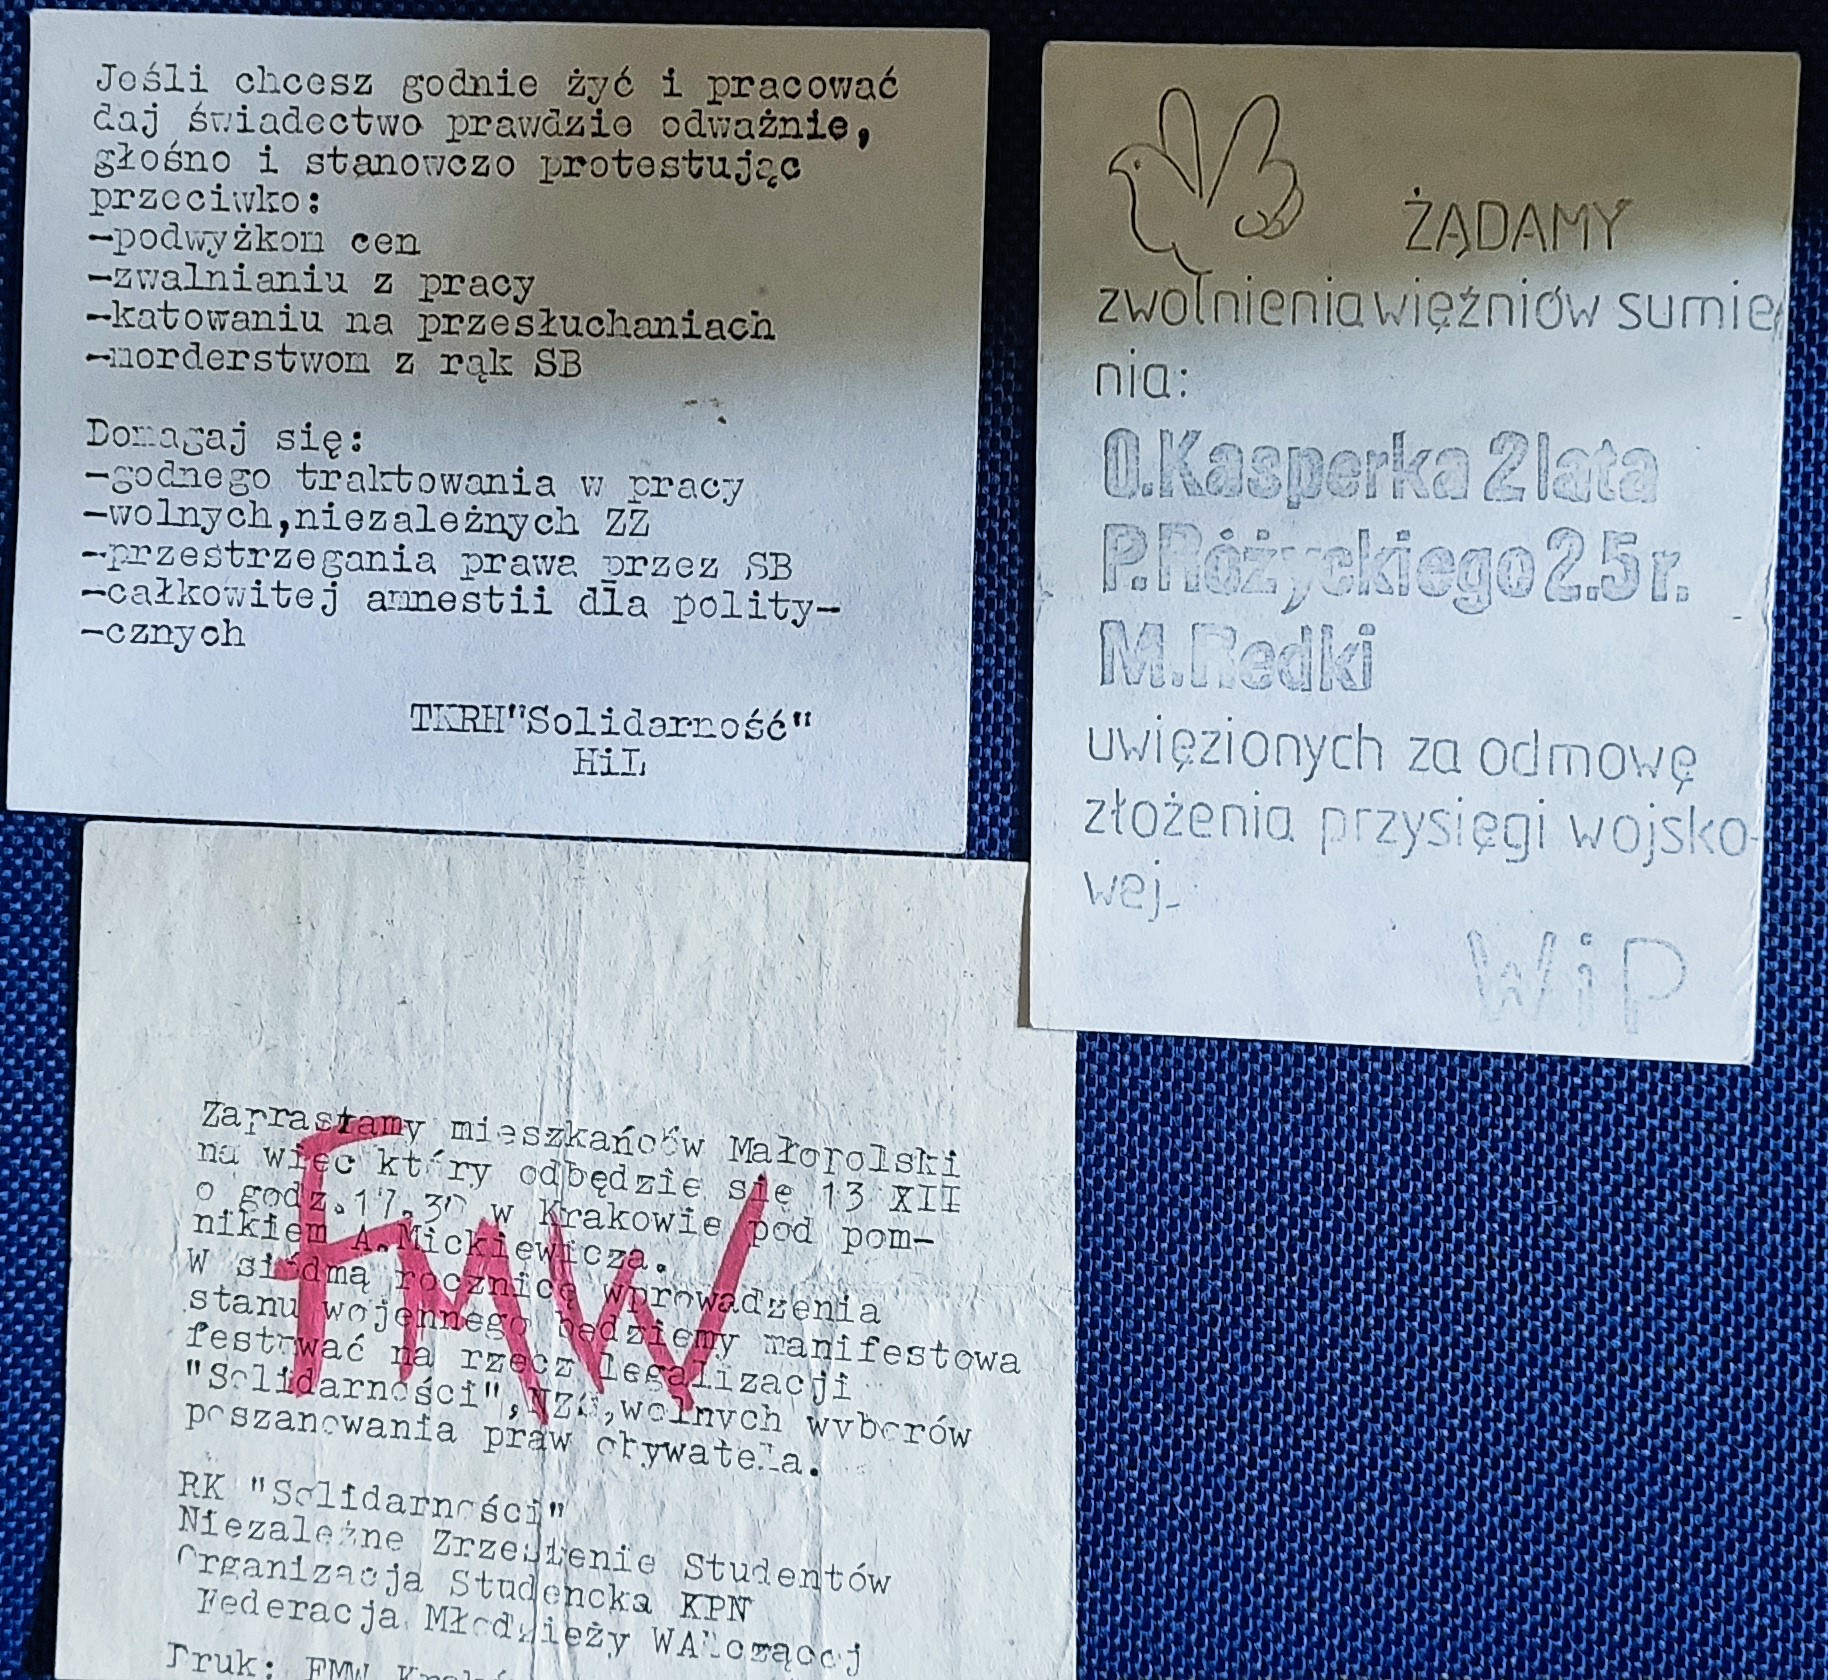 Jeśli chcesz godnie żyć i pracować
daj świadectwo prawdzie odważnie,
głośno i stanowczo protestując
przeciwko:
-podwyżkom cen
-zwalnianiu z pracy
-katowaniu na przesłuchaniach
-morderstwom z rąk SB
Domagaj się:
-godnego traktowania w pracy
-wolnych,niezależnych ZZ
-przestrzegania prawa przez SB
-całkowitej amnestii dla polity-
-cznych
TKRH"Solidarność"
HiL
ŻĄDAMY
zwolnienia więźniów sumie
nia:
O.Kasperka 2 lata
P.Różyckiego 2.5 r.
M.Redki
uwięzionych za odmowę
złożenia przysięgi wojsko-
wej-
WiP
Zapraszamy mieszkańców Małopolski
na wiec który odbędzie się 13 XII
o godz.17.30 w Krakowie pod pom-
nikiem A.Mickiewicza.
W siódmą rocznicę wprowadzenia
stanu wojennego będziemy manifestowa
festować na rzecz legalizacji
"Solidarności",NZS,wolnych wyborów
poszanowania praw obywatela.
FMW
RK "Solidarności"
Niezależne Zrzeszenie Studentów
Organizacja Studencka KPN
Federacja Młodzieży WALczącej
Druk: FMW